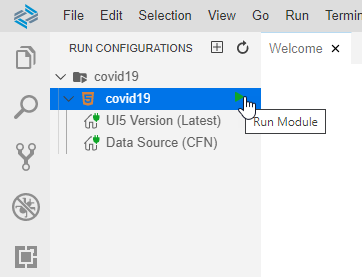 File Edit Selection View Go Run Termin
RUN CONFIGURATIONS
Welcome ×
covid19
covid19
Run Module
UI5 Version (Latest)
Data Source (CFN)